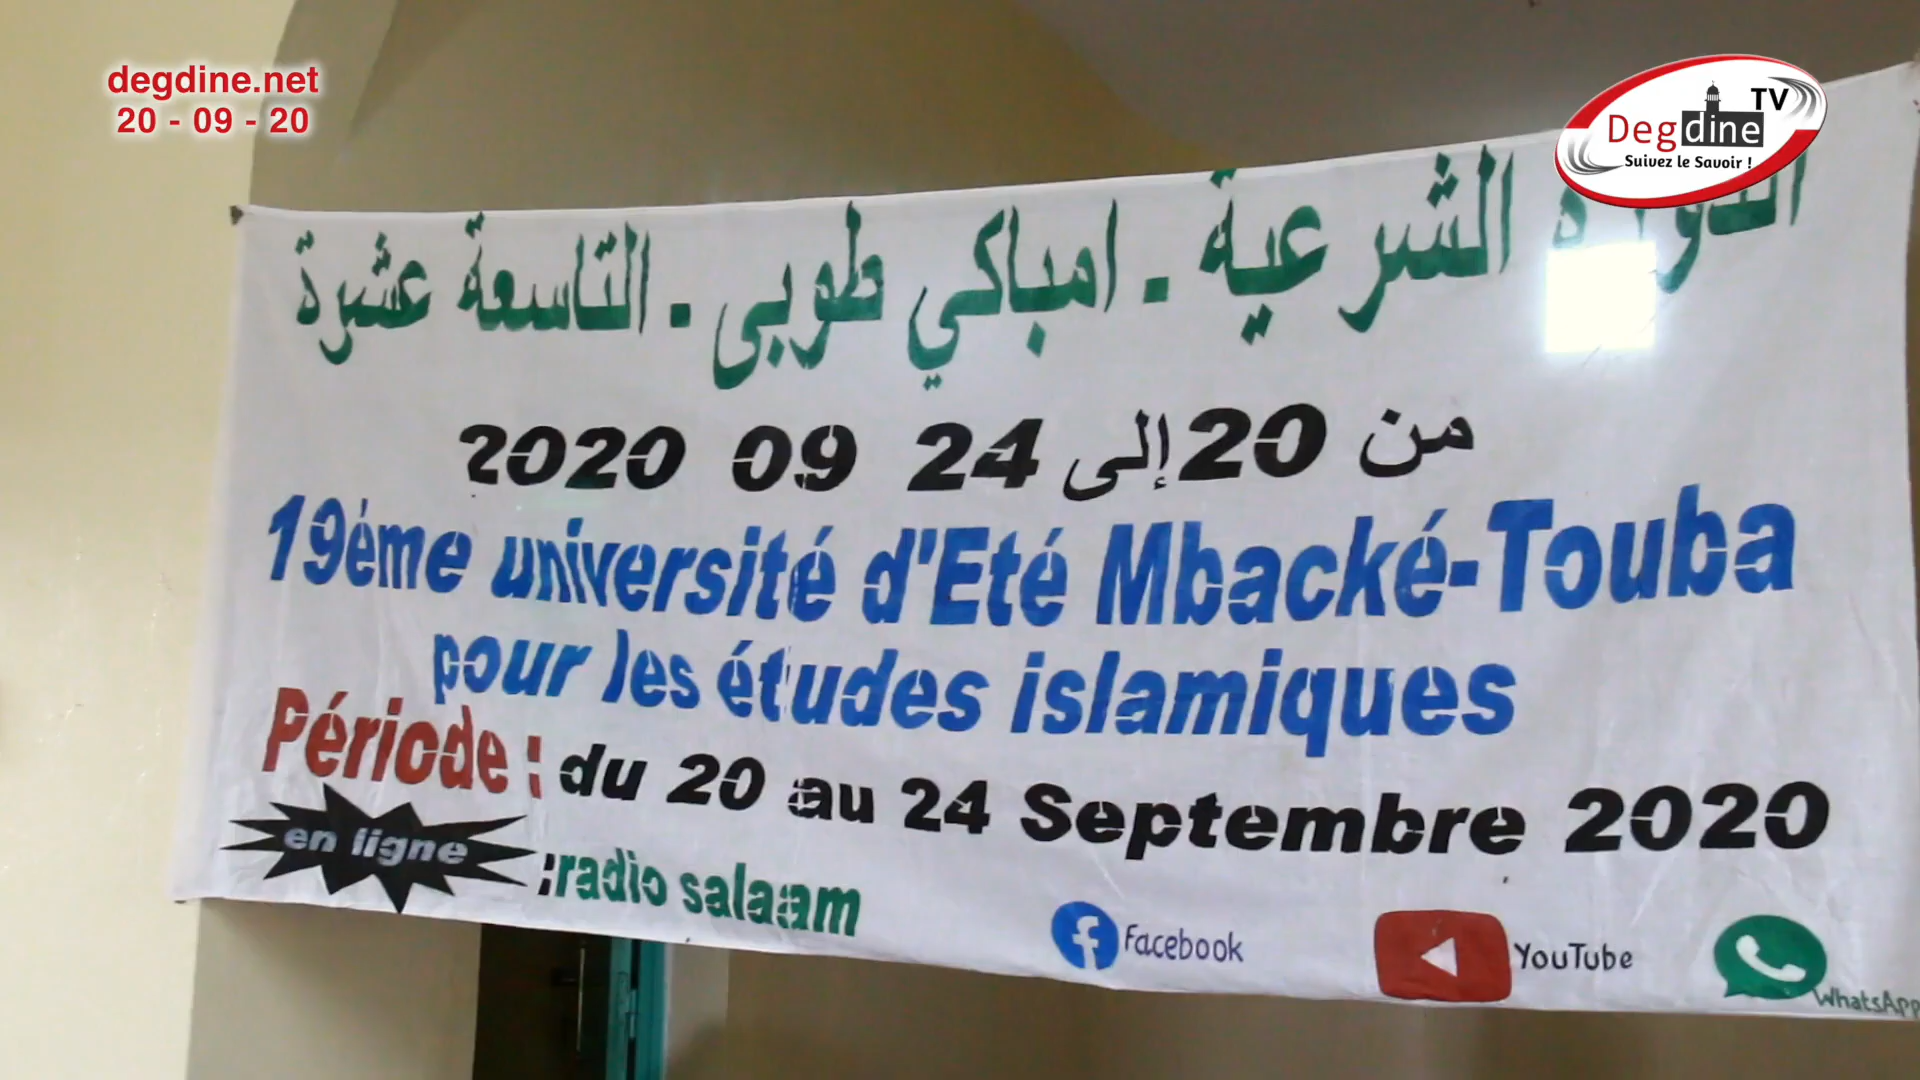 degdine.net
20 - 09 - 20
TV
Degdine
Suivez le Savoir !
الشرعية - امباكي طوبى - التاسعة عشرة
من 20 إلى 24 09 2020
19ème université d'Eté Mbacké-Touba
pour les études islamiques
Période : du 20 au 24 Septembre 2020
en ligne :radio salaam
Facebook
YouTube
WhatsApp